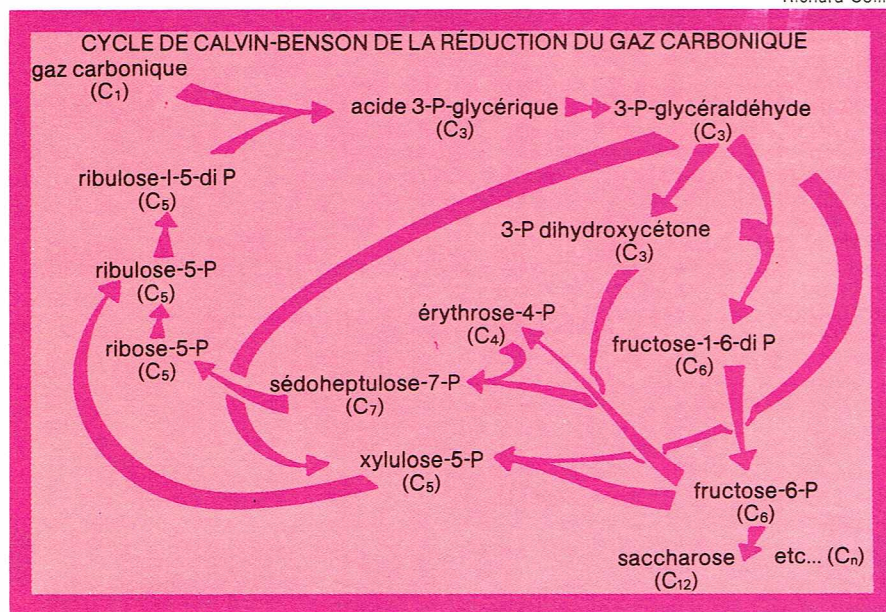 CYCLE DE CALVIN-BENSON DE LA RÉDUCTION DU GAZ CARBONIQUE
gaz carbonique
(C₁)
acide 3-P-glycérique
(C₃)
3-P-glycéraldéhyde
(C₃)
ribulose-l-5-di P
(C₅)
3-P dihydroxycétone
(C₃)
ribulose-5-P
(C₅)
érythrose-4-P
(C₄)
fructose-1-6-di P
(C₆)
ribose-5-P
(C₅)
sédoheptulose-7-P
(C₇)
xylulose-5-P
(C₅)
fructose-6-P
(C₆)
saccharose
(C₁₂)
etc... (Cₙ)